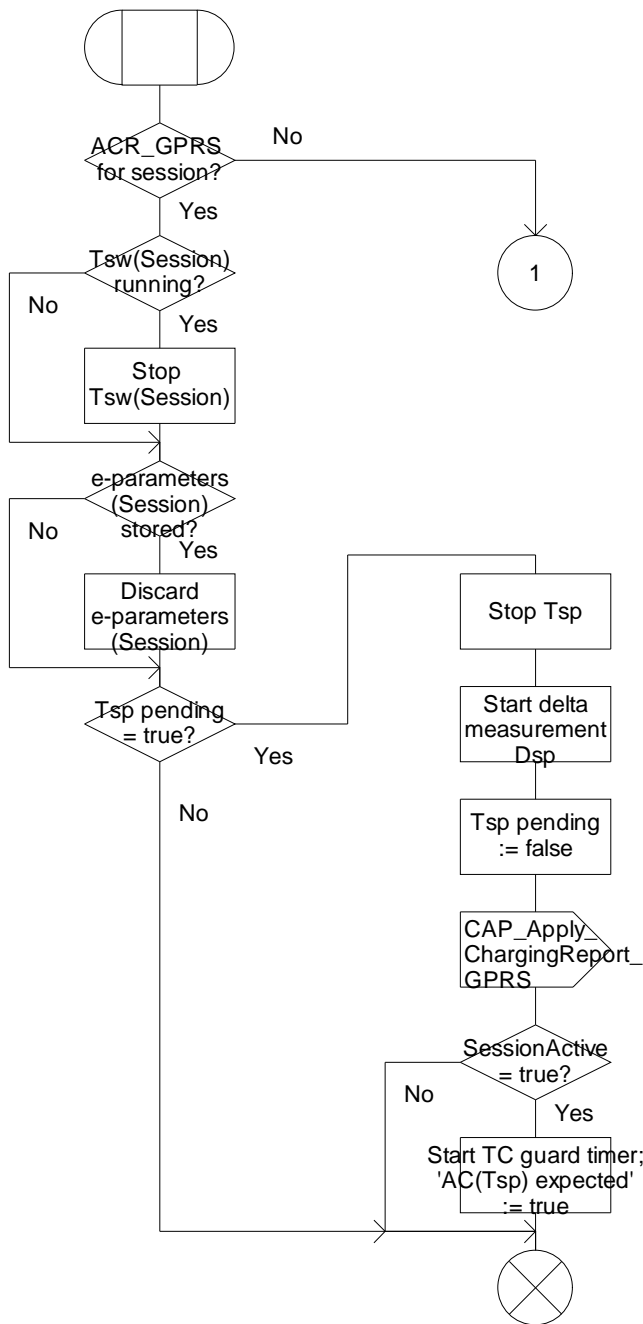 ACR_GPRS
for session?
No
Yes
Tsw(Session)
running?
1
No
Yes
Stop
Tsw(Session)
e-parameters
(Session)
stored?
No
Yes
Discard
e-parameters
(Session)
Stop Tsp
Tsp pending
= true?
Yes
No
Start delta
measurement
Dsp
Tsp pending
:= false
CAP_Apply_
ChargingReport_
GPRS
SessionActive
= true?
No
Yes
Start TC guard timer;
'AC(Tsp) expected'
:= true